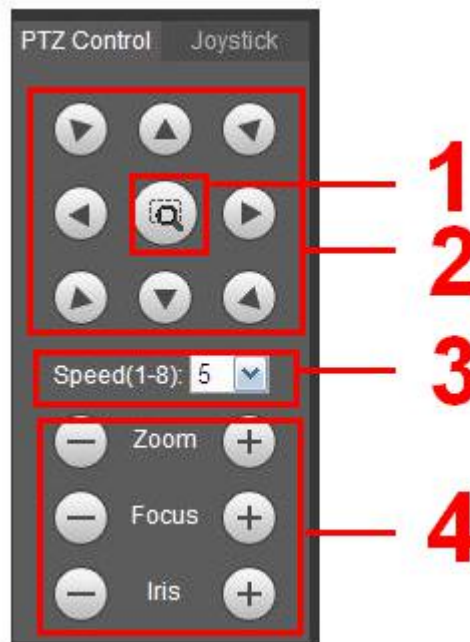 PTZ Control Joystick
1
2
Speed(1-8): 5
3
Zoom
Focus
4
Iris